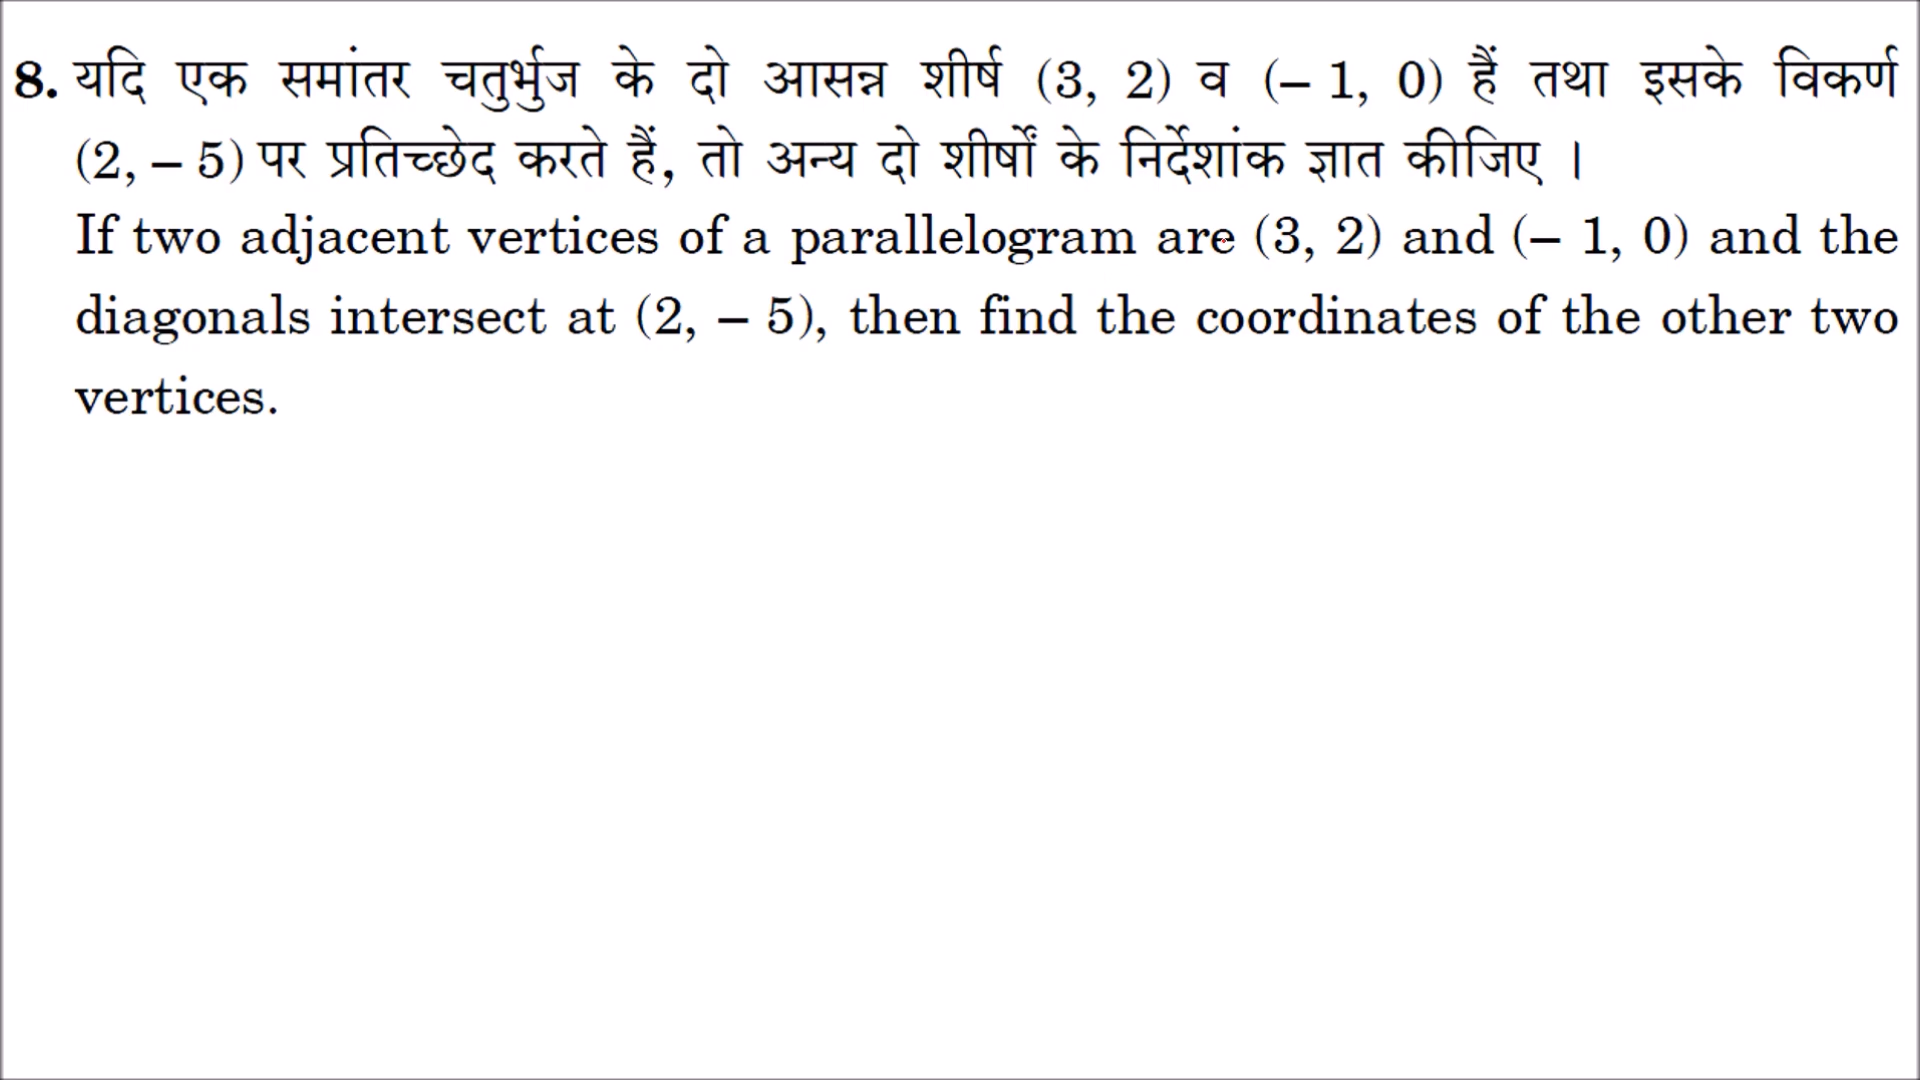 8. यदि एक समांतर चतुर्भुज के दो आसन्न शीर्ष (3, 2) व (– 1, 0) हैं तथा इसके विकर्ण
(2, – 5) पर प्रतिच्छेद करते हैं, तो अन्य दो शीर्षों के निर्देशांक ज्ञात कीजिए ।
If two adjacent vertices of a parallelogram are (3, 2) and (– 1, 0) and the
diagonals intersect at (2, – 5), then find the coordinates of the other two
vertices.